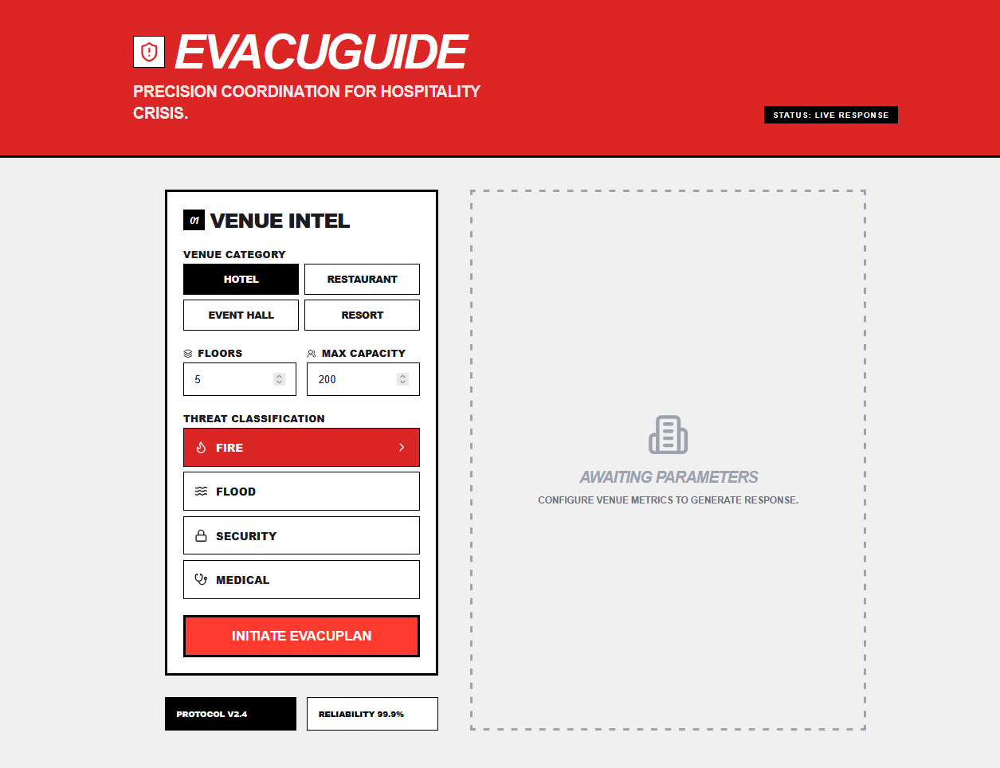 EVACUGUIDE
PRECISION COORDINATION FOR HOSPITALITY
CRISIS.
STATUS: LIVE RESPONSE
01 VENUE INTEL
VENUE CATEGORY
HOTEL
RESTAURANT
EVENT HALL
RESORT
FLOORS
MAX CAPACITY
5
200
THREAT CLASSIFICATION
FIRE
FLOOD
SECURITY
MEDICAL
INITIATE EVACUPLAN
PROTOCOL V2.4
RELIABILITY 99.9%
AWAITING PARAMETERS
CONFIGURE VENUE METRICS TO GENERATE RESPONSE.